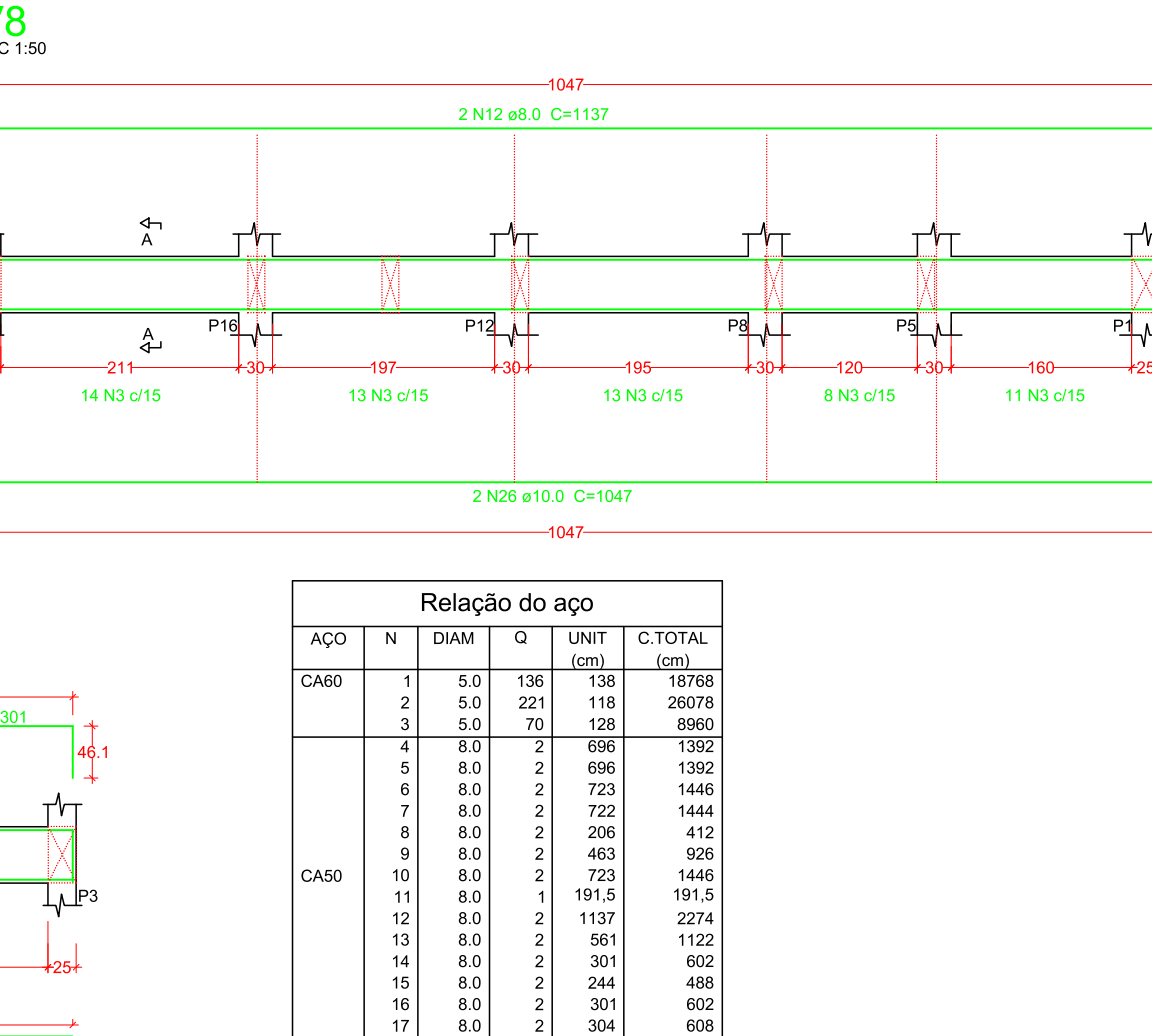 /8
C 1:50
1047
2 N12 ø8.0 C=1137
A
A
P16
P12
P8
P5
P1
211
30
197
30
195
30
120
30
160
25
14 N3 c/15
13 N3 c/15
13 N3 c/15
8 N3 c/15
11 N3 c/15
2 N26 ø10.0 C=1047
1047
301
46.1
P3
25
Relação do aço
AÇO N DIAM Q UNIT C.TOTAL
(cm) (cm)
CA60 1 5.0 136 138 18768
2 5.0 221 118 26078
3 5.0 70 128 8960
4 8.0 2 696 1392
5 8.0 2 696 1392
6 8.0 2 723 1446
7 8.0 2 722 1444
8 8.0 2 206 412
9 8.0 2 463 926
CA50 10 8.0 2 723 1446
11 8.0 1 191,5 191,5
12 8.0 2 1137 2274
13 8.0 2 561 1122
14 8.0 2 301 602
15 8.0 2 244 488
16 8.0 2 301 602
17 8.0 2 304 608